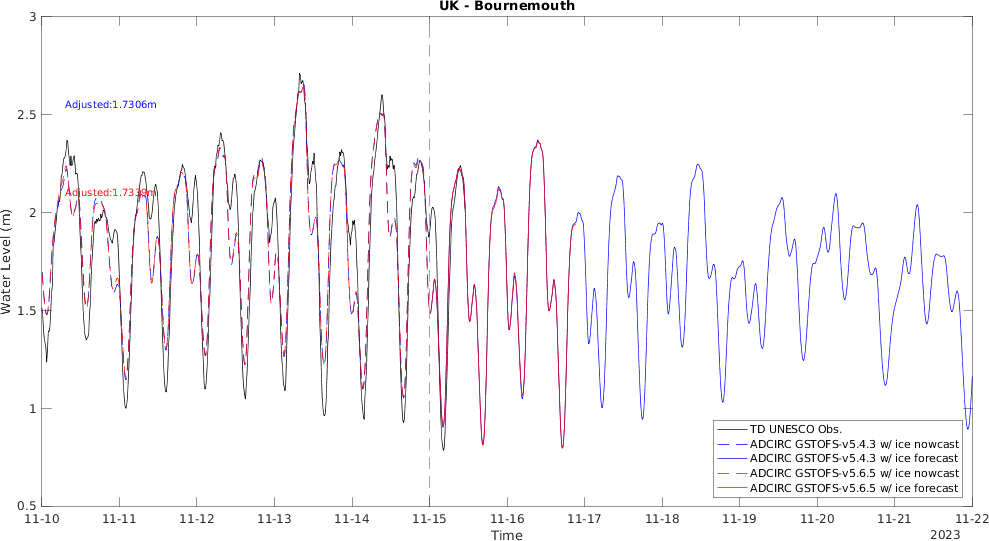 UK - Bournemouth
3
2.5
2
1.5
1
0.5
Water Level (m)
Adjusted:1.7306m
Adjusted:1.7339m
TD UNESCO Obs.
ADCIRC GSTOFS-v5.4.3 w/ ice nowcast
ADCIRC GSTOFS-v5.4.3 w/ ice forecast
ADCIRC GSTOFS-v5.6.5 w/ ice nowcast
ADCIRC GSTOFS-v5.6.5 w/ ice forecast
11-10 11-11 11-12 11-13 11-14 11-15 11-16 11-17 11-18 11-19 11-20 11-21 11-22
Time
2023